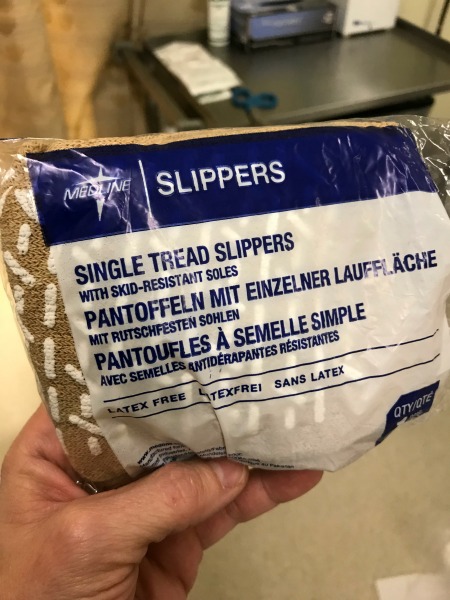 MEDLINE
SLIPPERS
SINGLE TREAD SLIPPERS
WITH SKID-RESISTANT SOLES
PANTOFFELN MIT EINZELNER LAUFFLÄCHE
MIT RUTSCHFESTEN SOHLEN
PANTOUFLES À SEMELLE SIMPLE
AVEC SEMELLES ANTIDÉRAPANTES RÉSISTANTES
LATEX FREE LATEXFREI SANS LATEX
QTY/QTÉ